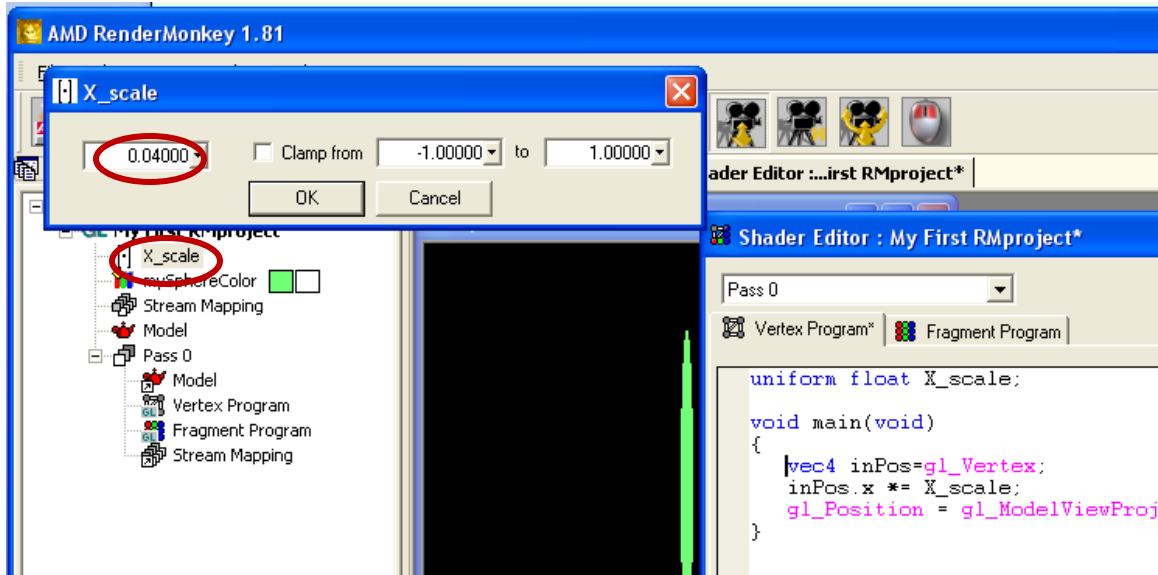 AMD RenderMonkey 1.81
X_scale
0.04000
Clamp from
-1.00000
to
1.00000
OK
Cancel
ader Editor :...irst RMproject*
GL My First RMproject
X_scale
mySphereColor
Stream Mapping
Model
Pass 0
Model
Vertex Program
Fragment Program
Stream Mapping
Shader Editor : My First RMproject*
Pass 0
Vertex Program*
Fragment Program
uniform float X_scale;
void main(void)
{
vec4 inPos=gl_Vertex;
inPos.x *= X_scale;
gl_Position = gl_ModelViewProj
}